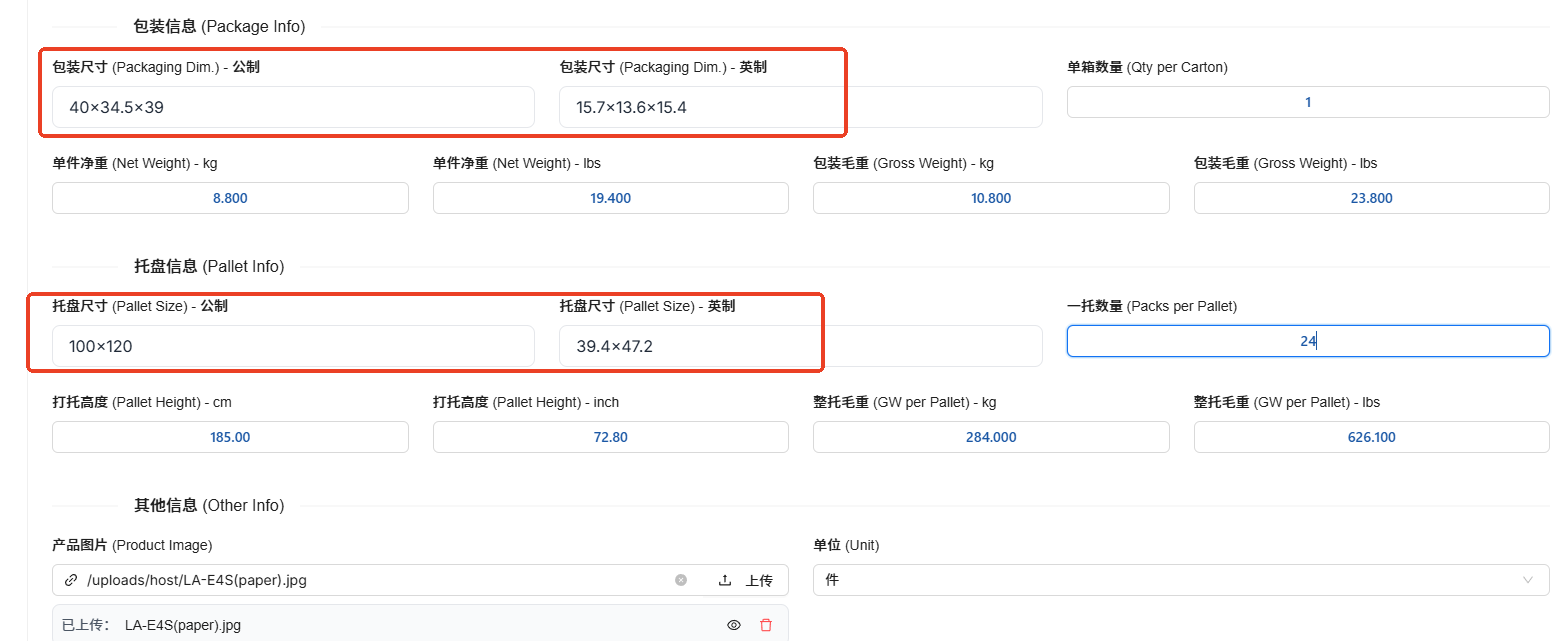 包装信息 (Package Info)
包装尺寸 (Packaging Dim.) - 公制
包装尺寸 (Packaging Dim.) - 英制
单箱数量 (Qty per Carton)
40×34.5×39
15.7×13.6×15.4
1
单件净重 (Net Weight) - kg
单件净重 (Net Weight) - lbs
包装毛重 (Gross Weight) - kg
包装毛重 (Gross Weight) - lbs
8.800
19.400
10.800
23.800
托盘信息 (Pallet Info)
托盘尺寸 (Pallet Size) - 公制
托盘尺寸 (Pallet Size) - 英制
一托数量 (Packs per Pallet)
100×120
39.4×47.2
24
打托高度 (Pallet Height) - cm
打托高度 (Pallet Height) - inch
整托毛重 (GW per Pallet) - kg
整托毛重 (GW per Pallet) - lbs
185.00
72.80
284.000
626.100
其他信息 (Other Info)
产品图片 (Product Image)
单位 (Unit)
/uploads/host/LA-E4S(paper).jpg
上传
件
已上传： LA-E4S(paper).jpg